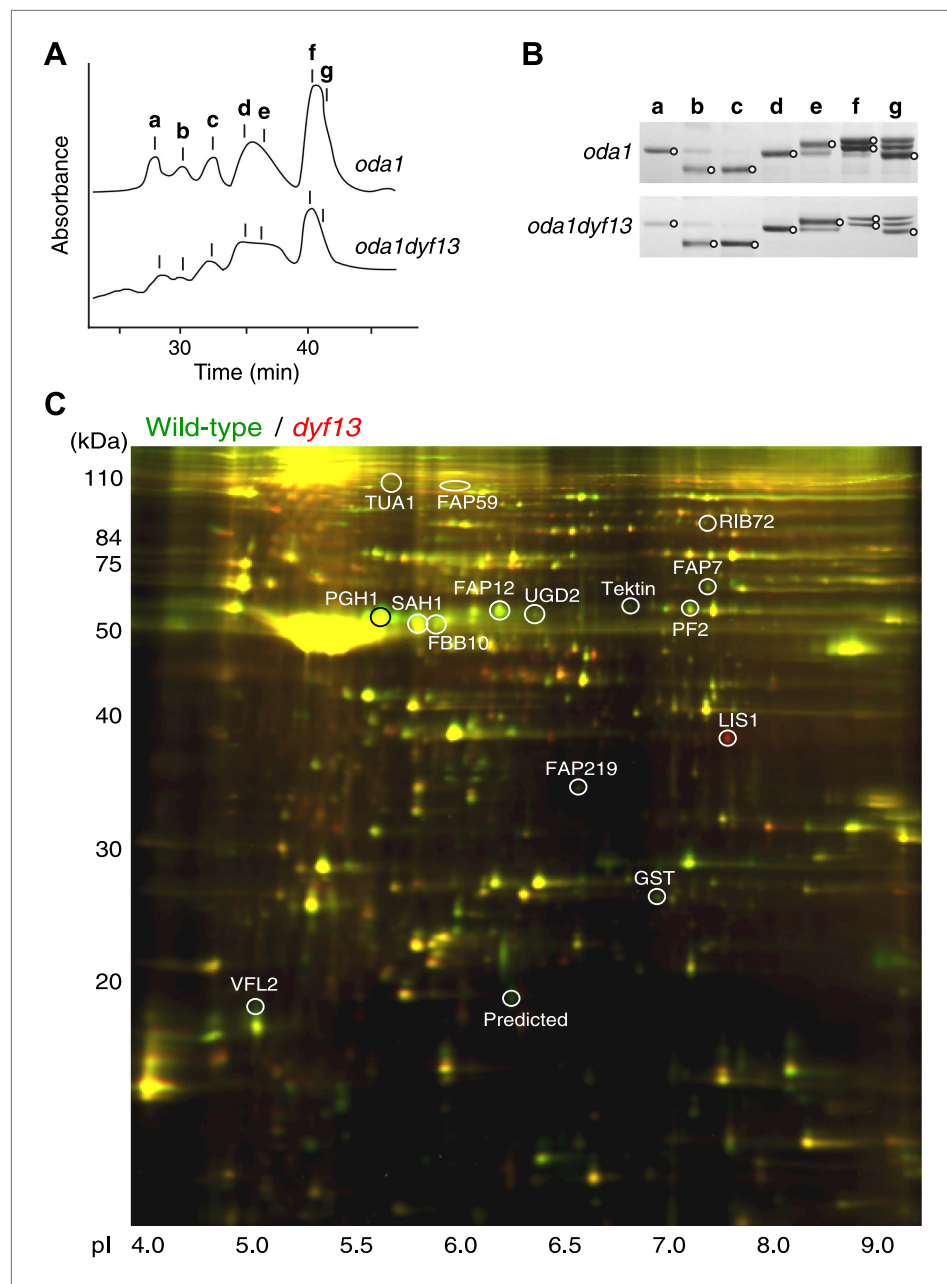 A
a b c d e f g
oda1
oda1dyf13
Absorbance
30 40
Time (min)
B
a b c d e f g
oda1
oda1dyf13
C
Wild-type / dyf13
(kDa)
110
84
75
50
40
30
20
TUA1 FAP59
RIB72
FAP7
PGH1 SAH1 FAP12 UGD2 Tektin
FBB10 PF2
LIS1
FAP219
GST
VFL2
Predicted
pI 4.0 5.0 5.5 6.0 6.5 7.0 8.0 9.0